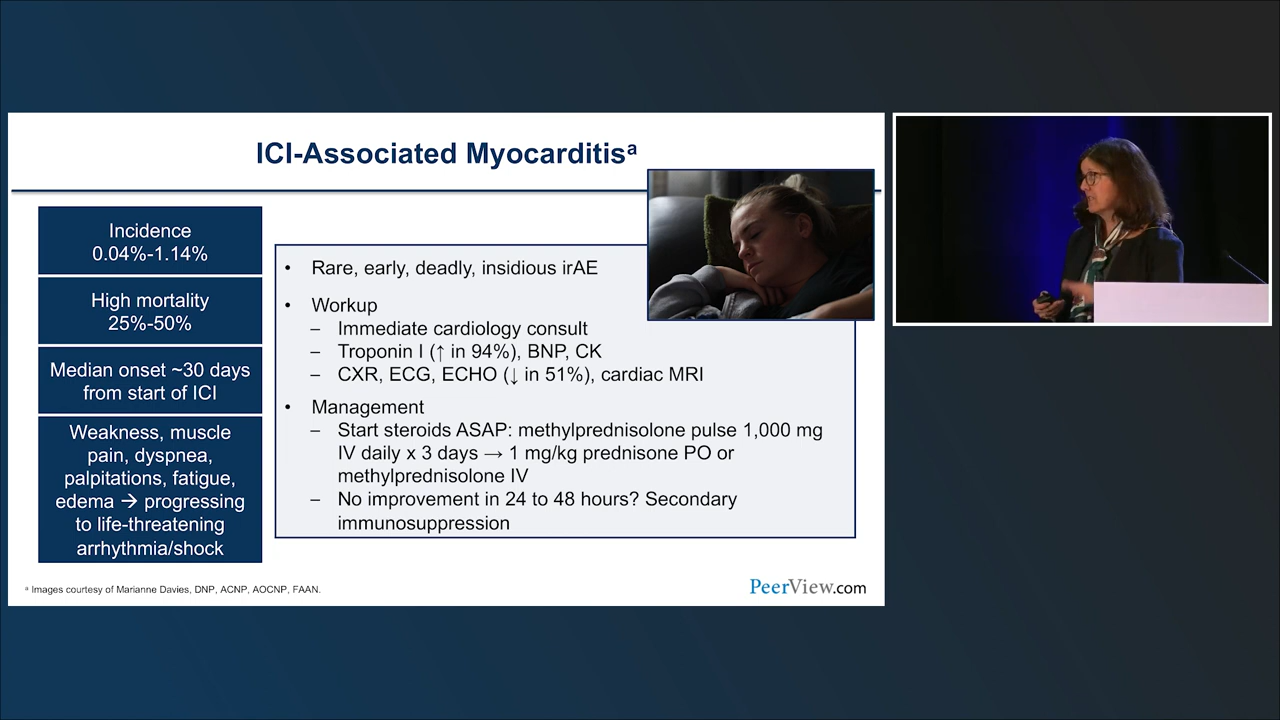 ICI-Associated Myocarditisᵃ
Incidence
0.04%-1.14%
High mortality
25%-50%
Median onset ~30 days
from start of ICI
Weakness, muscle
pain, dyspnea,
palpitations, fatigue,
edema → progressing
to life-threatening
arrhythmia/shock
• Rare, early, deadly, insidious irAE
• Workup
– Immediate cardiology consult
– Troponin I (↑ in 94%), BNP, CK
– CXR, ECG, ECHO (↓ in 51%), cardiac MRI
• Management
– Start steroids ASAP: methylprednisolone pulse 1,000 mg
IV daily x 3 days → 1 mg/kg prednisone PO or
methylprednisolone IV
– No improvement in 24 to 48 hours? Secondary
immunosuppression
ᵃ Images courtesy of Marianne Davies, DNP, ACNP, AOCNP, FAAN.
PeerView.com